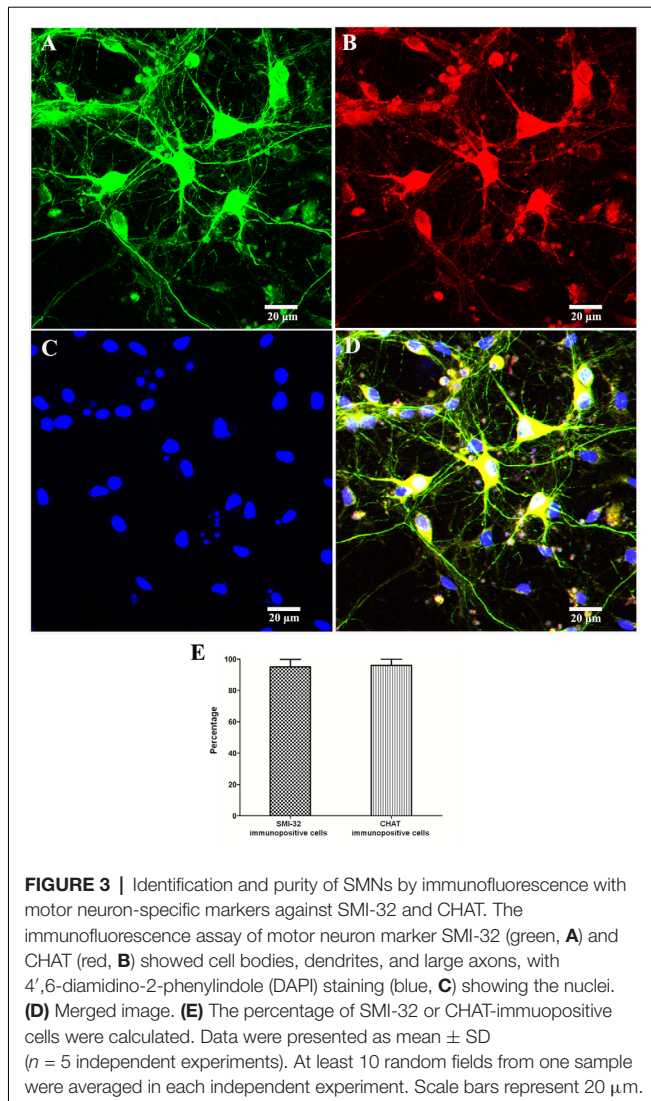 A
B
20 µm
20 µm
C
D
20 µm
20 µm
E
100
80
60
40
20
0
Percentage
SMI-32
immunopositive cells
CHAT
immunopositive cells
FIGURE 3 | Identification and purity of SMNs by immunofluorescence with
motor neuron-specific markers against SMI-32 and CHAT. The
immunofluorescence assay of motor neuron marker SMI-32 (green, A) and
CHAT (red, B) showed cell bodies, dendrites, and large axons, with
4′,6-diamidino-2-phenylindole (DAPI) staining (blue, C) showing the nuclei.
(D) Merged image. (E) The percentage of SMI-32 or CHAT-immuopositive
cells were calculated. Data were presented as mean ± SD
(n = 5 independent experiments). At least 10 random fields from one sample
were averaged in each independent experiment. Scale bars represent 20 µm.